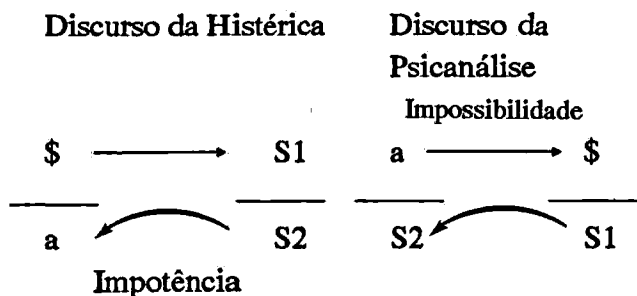 Discurso da Histérica
$ S1
a S2
Impotência
Discurso da
Psicanálise
Impossibilidade
a $
S2 S1